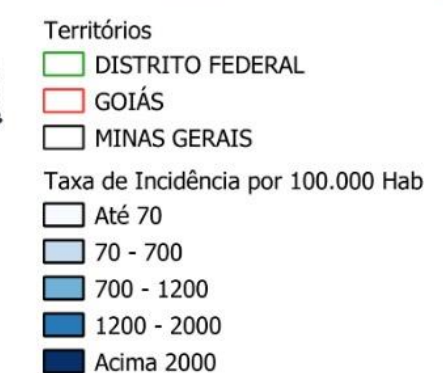 Territórios
DISTRITO FEDERAL
GOIÁS
MINAS GERAIS
Taxa de Incidência por 100.000 Hab
Até 70
70 - 700
700 - 1200
1200 - 2000
Acima 2000